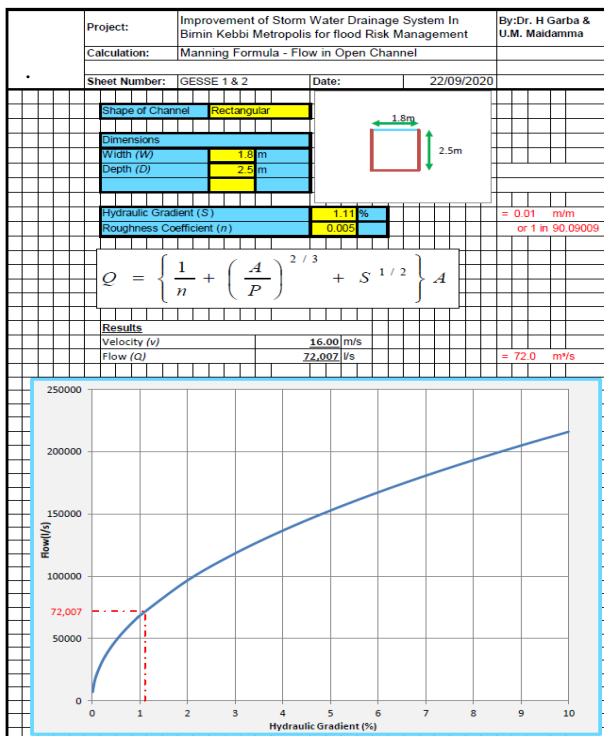 Project:
Improvement of Storm Water Drainage System In
Birnin Kebbi Metropolis for flood Risk Management
By:Dr. H Garba &
U.M. Maidamma
Calculation:
Manning Formula - Flow in Open Channel
Sheet Number: GESSE 1 & 2 Date: 22/09/2020
Shape of Channel Rectangular
1.8m
2.5m
Dimensions
Width (W) 1.8 m
Depth (D) 2.5 m
Hydraulic Gradient (S) 1.11 % = 0.01 m/m
Roughness Coefficient (n) 0.005 or 1 in 90.09009
Q = { 1/n + (A/P)^2/3 + S^1/2 } A
Results
Velocity (v) 16.00 m/s
Flow (Q) 72,007 l/s = 72.0 m³/s
250000
200000
150000
100000
72,007
50000
0
Flow(l/s)
0 1 2 3 4 5 6 7 8 9 10
Hydraulic Gradient (%)